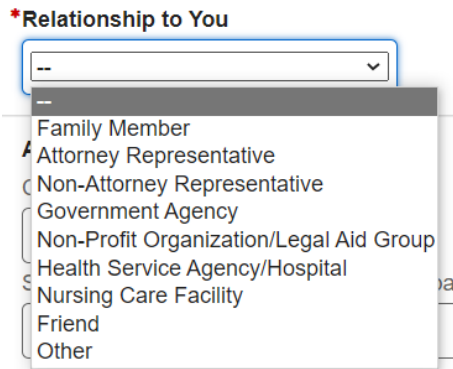 *Relationship to You
--
--
Family Member
Attorney Representative
Non-Attorney Representative
Government Agency
Non-Profit Organization/Legal Aid Group
Health Service Agency/Hospital
Nursing Care Facility
Friend
Other